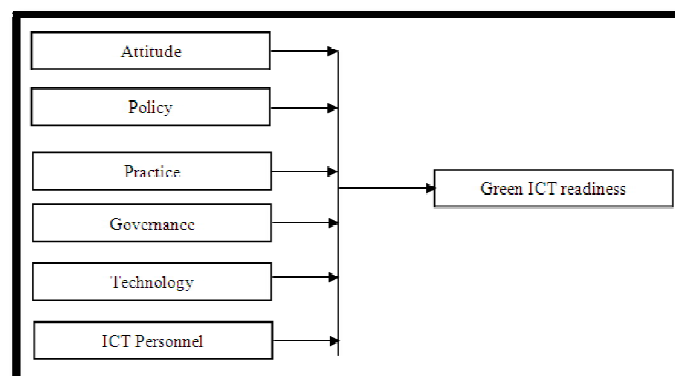 Attitude
Policy
Practice
Governance
Green ICT readiness
Technology
ICT Personnel